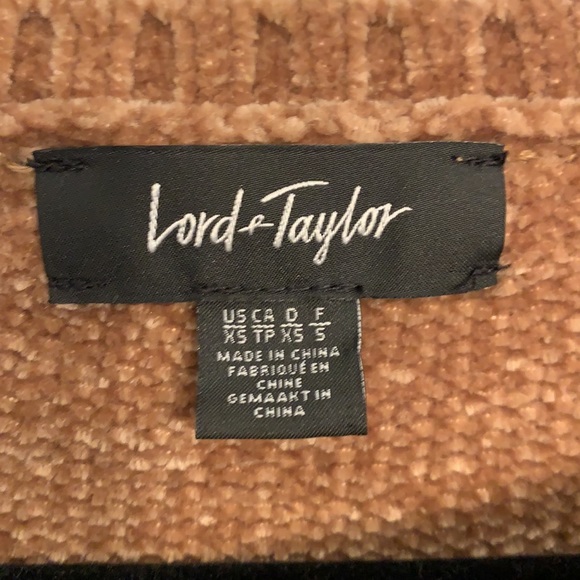 Lord & Taylor
US CA D F
XS TP XS S
MADE IN CHINA
FABRIQUÉ EN
CHINE
GEMAAKT IN
CHINA